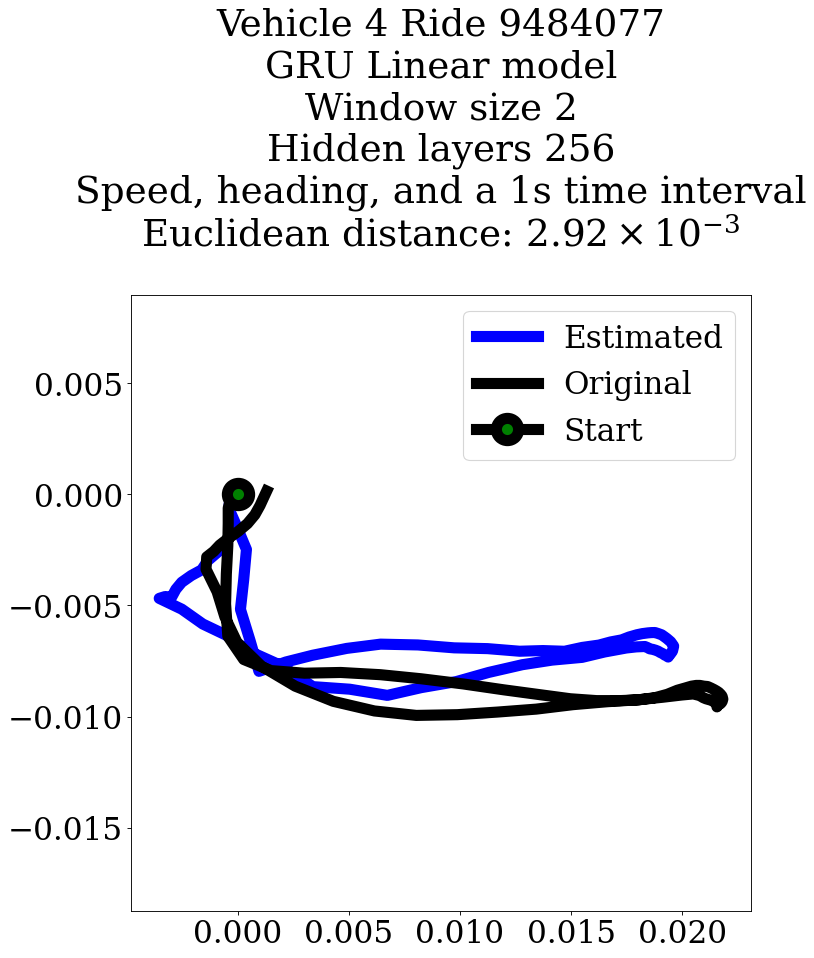 Vehicle 4 Ride 9484077
GRU Linear model
Window size 2
Hidden layers 256
Speed, heading, and a 1s time interval
Euclidean distance: 2.92 × 10⁻³
Estimated
Original
Start
0.005
0.000
−0.005
−0.010
−0.015
0.000 0.005 0.010 0.015 0.020